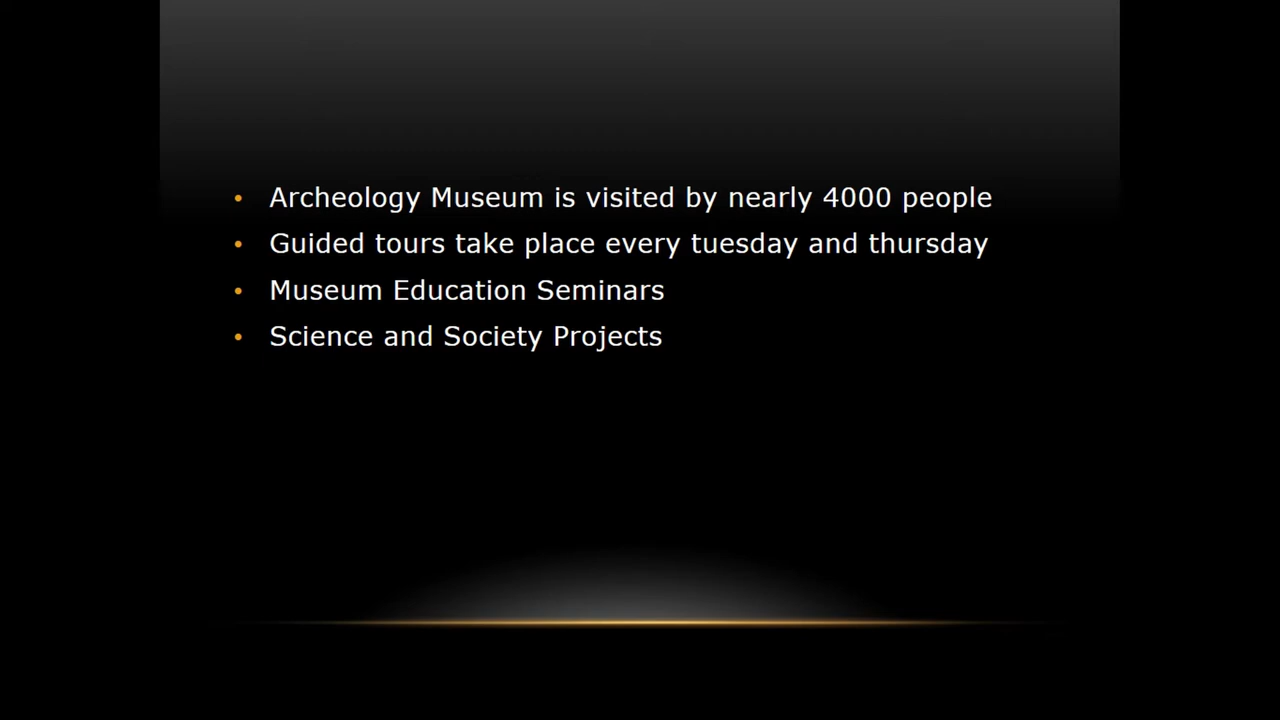 • Archeology Museum is visited by nearly 4000 people
• Guided tours take place every tuesday and thursday
• Museum Education Seminars
• Science and Society Projects